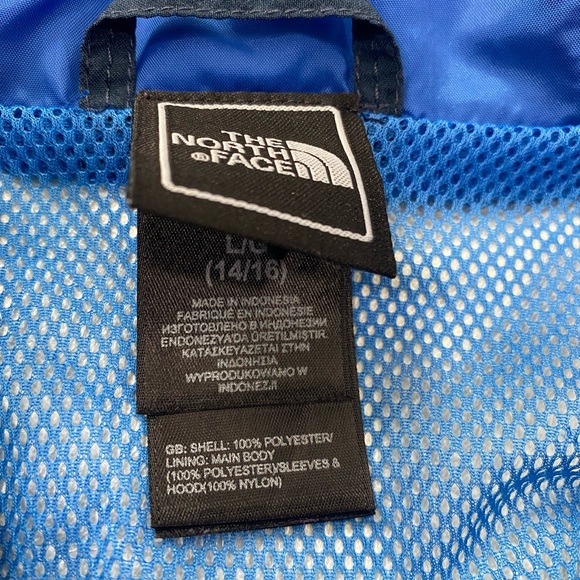 THE
NORTH
FACE®
L/G
(14/16)
MADE IN INDONESIA
FABRIQUÉ EN INDONÉSIE
ИЗГОТОВЛЕНО В ИНДОНЕЗИИ
ENDONEZYA'DA ÜRETILMIŞTIR.
ΚΑΤΑΣΚΕΥΑΖΕΤΑΙ ΣΤΗΝ
ΙΝΔΟΝΗΣΙΑ
WYPRODUKOWANO W
INDONEZJI
GB: SHELL: 100% POLYESTER/
LINING: MAIN BODY
(100% POLYESTER)/SLEEVES &
HOOD(100% NYLON)